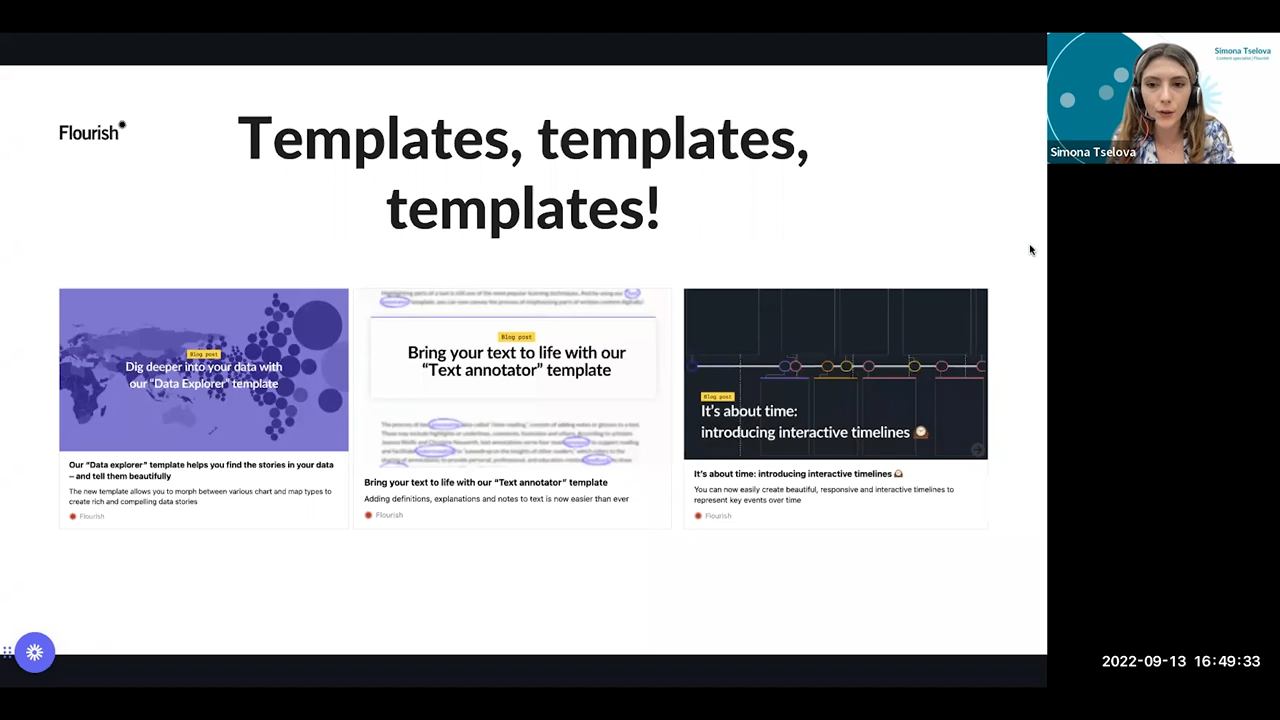 Flourish
Templates, templates,
templates!
Simona Tselova
Content specialist | Flourish
Simona Tselova
Blog post
Dig deeper into your data with
our “Data Explorer” template
Our “Data explorer” template helps you find the stories in your data
– and tell them beautifully
The new template allows you to morph between various chart and map types to
create rich and compelling data stories
Flourish
Blog post
Bring your text to life with our
“Text annotator” template
Bring your text to life with our “Text annotator” template
Adding definitions, explanations and notes to text is now easier than ever
Flourish
Blog post
It’s about time:
introducing interactive timelines
It’s about time: introducing interactive timelines
You can now easily create beautiful, responsive and interactive timelines to
represent key events over time
Flourish
2022-09-13 16:49:33